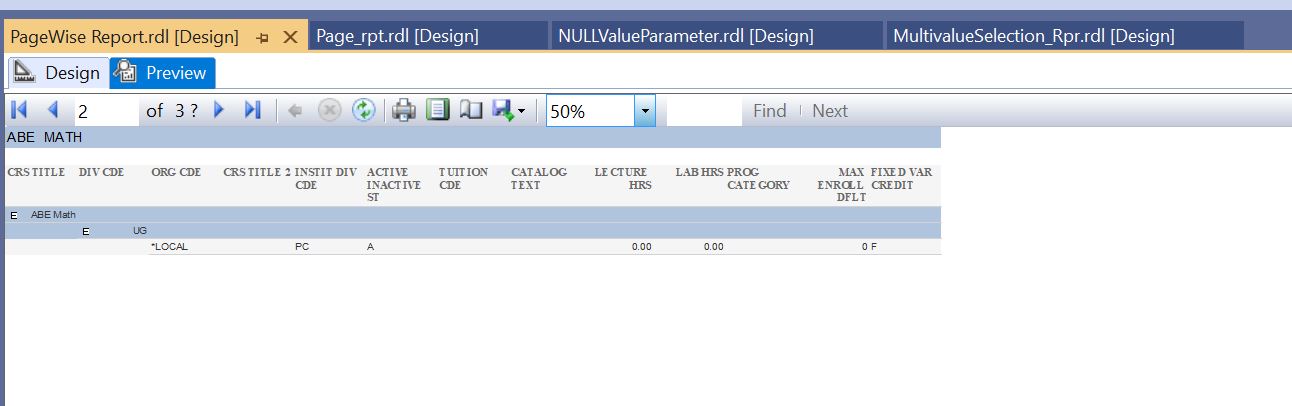 PageWise Report.rdl [Design] Page_rpt.rdl [Design] NULLValueParameter.rdl [Design] MultivalueSelection_Rpr.rdl [Design]
Design Preview
2 of 3 ? 50% Find Next
ABE MATH
CRS TITLE DIV CDE ORG CDE CRS TITLE 2 INSTIT DIV ACTIVE TUITION CATALOG LECTURE LAB HRS PROG MAX FIXED VAR
CDE INACTIVE CDE TEXT HRS CATEGORY ENROLL CREDIT
ST DFLT
E ABE Math
E UG
*LOCAL PC A 0.00 0.00 0 F